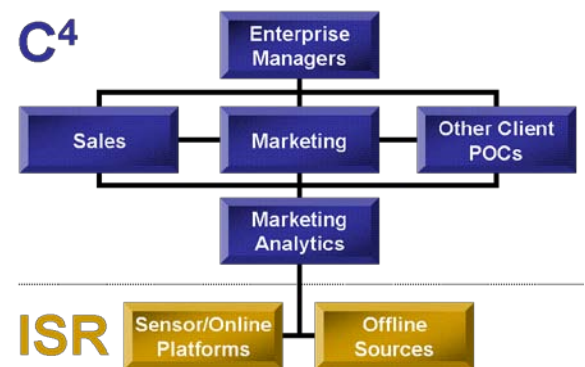 C⁴
Enterprise
Managers
Sales
Marketing
Other Client
POCs
Marketing
Analytics
ISR
Sensor/Online
Platforms
Offline
Sources